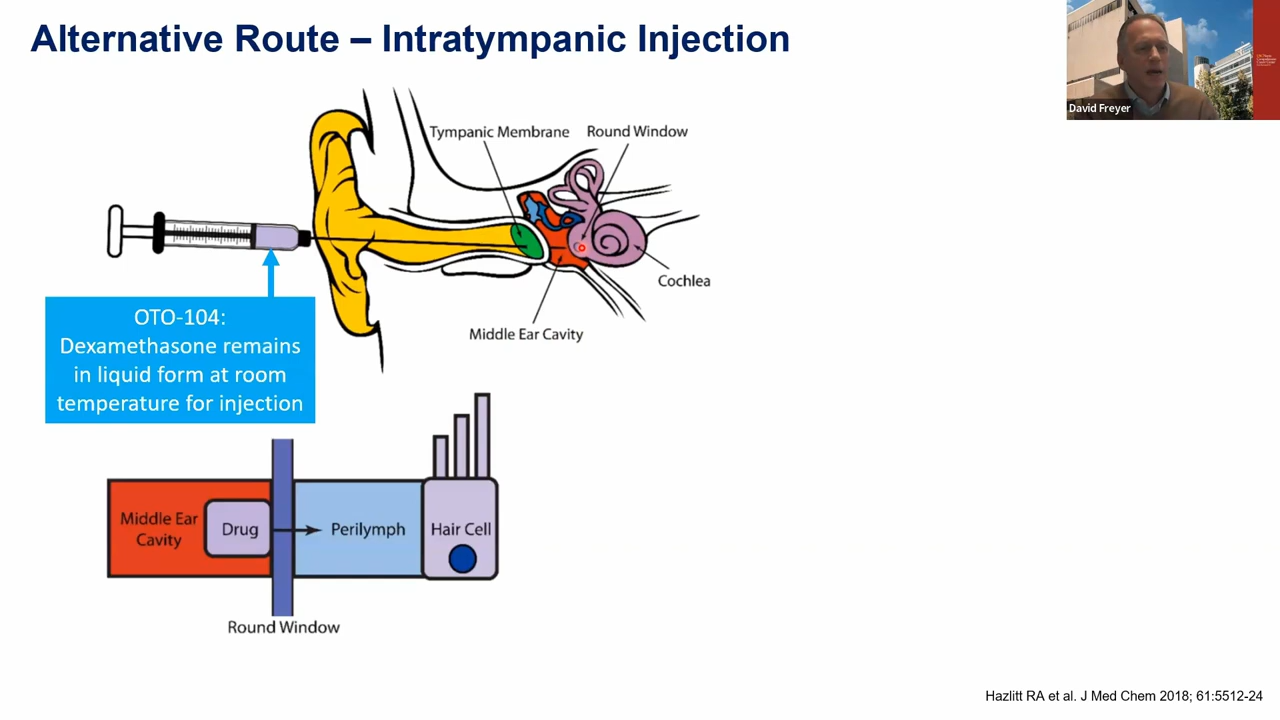 Alternative Route – Intratympanic Injection
David Freyer
Tympanic Membrane
Round Window
Cochlea
Middle Ear Cavity
OTO-104:
Dexamethasone remains
in liquid form at room
temperature for injection
Middle Ear
Cavity
Drug
Perilymph
Hair Cell
Round Window
Hazlitt RA et al. J Med Chem 2018; 61:5512-24